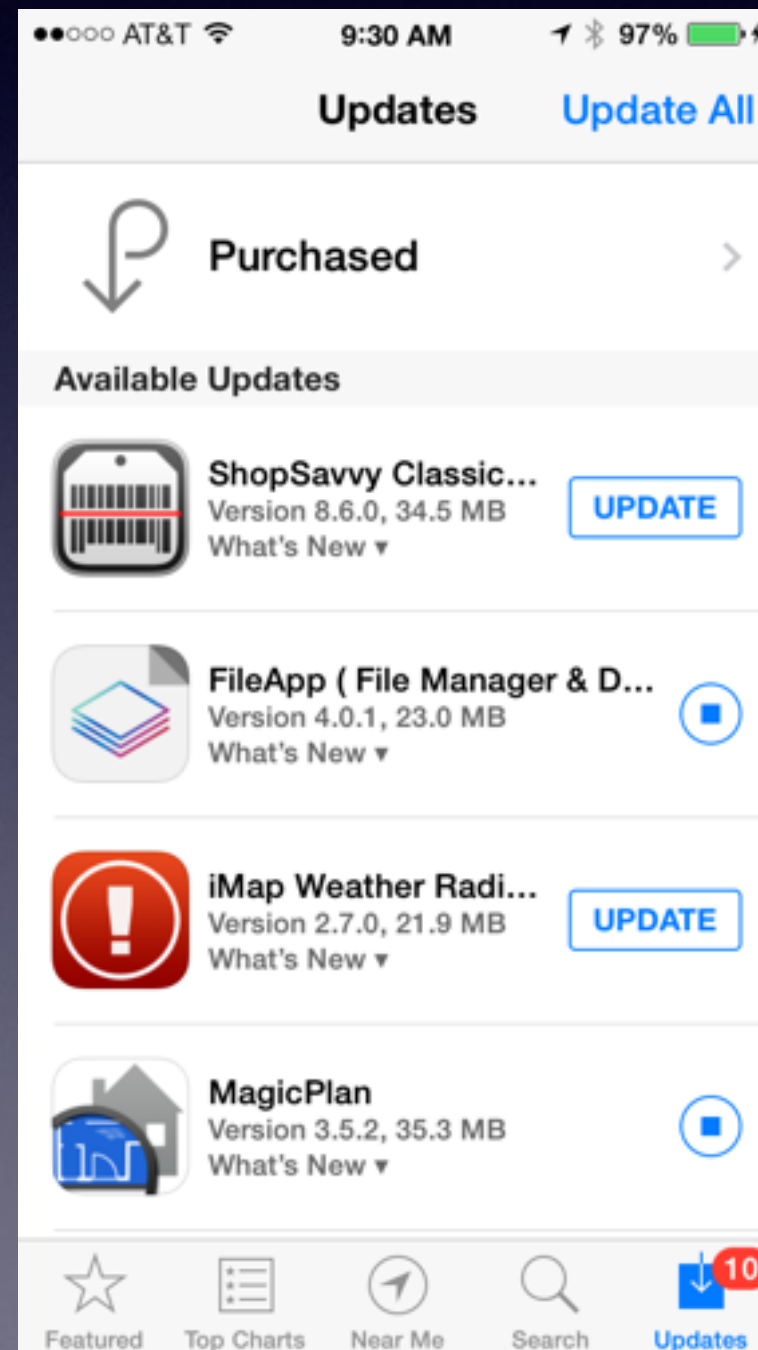 AT&T 9:30 AM 97%
Updates Update All
Purchased
Available Updates
ShopSavvy Classic...
Version 8.6.0, 34.5 MB
What's New ▾
UPDATE
FileApp ( File Manager & D...
Version 4.0.1, 23.0 MB
What's New ▾
iMap Weather Radi...
Version 2.7.0, 21.9 MB
What's New ▾
UPDATE
MagicPlan
Version 3.5.2, 35.3 MB
What's New ▾
10
Featured Top Charts Near Me Search Updates